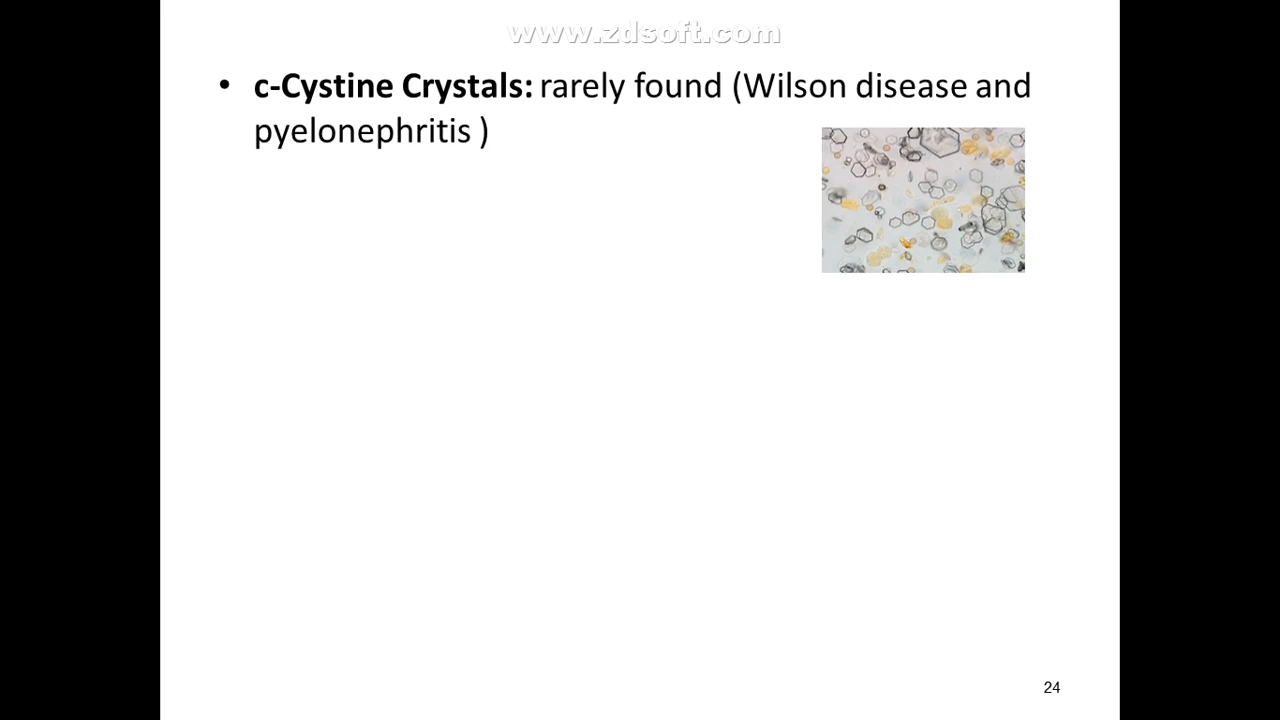 www.zdsoft.com
• c-Cystine Crystals: rarely found (Wilson disease and
pyelonephritis )
24